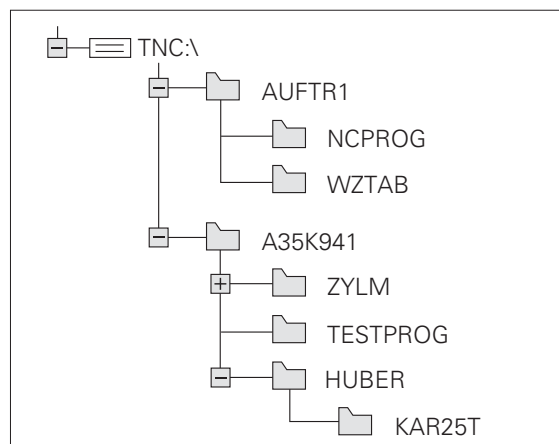 TNC:\
AUFTR1
NCPROG
WZTAB
A35K941
ZYLM
TESTPROG
HUBER
KAR25T